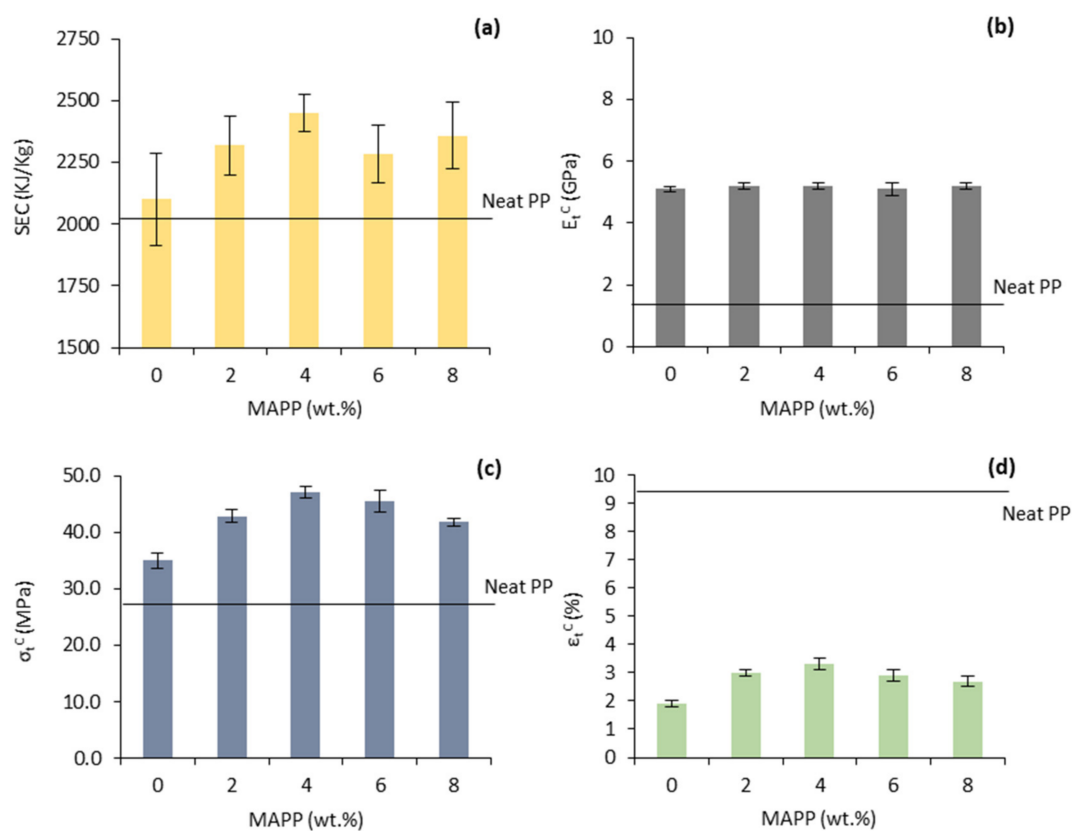 (a)
2750
2500
2250
2000
1750
1500
SEC (KJ/Kg)
Neat PP
0 2 4 6 8
MAPP (wt.%)
(b)
10
8
6
4
2
0
Eₜᶜ (GPa)
Neat PP
0 2 4 6 8
MAPP (wt.%)
(c)
50.0
40.0
30.0
20.0
10.0
0.0
σₜᶜ (MPa)
Neat PP
0 2 4 6 8
MAPP (wt.%)
(d)
10
9
8
7
6
5
4
3
2
1
0
εₜᶜ (%)
Neat PP
0 2 4 6 8
MAPP (wt.%)